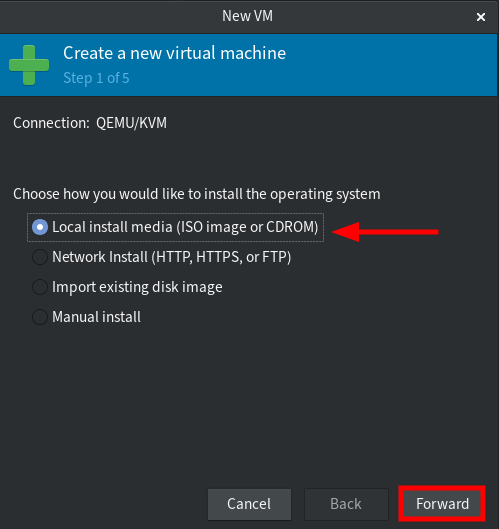 New VM
Create a new virtual machine
Step 1 of 5
Connection: QEMU/KVM
Choose how you would like to install the operating system
Local install media (ISO image or CDROM)
Network Install (HTTP, HTTPS, or FTP)
Import existing disk image
Manual install
Cancel Back Forward